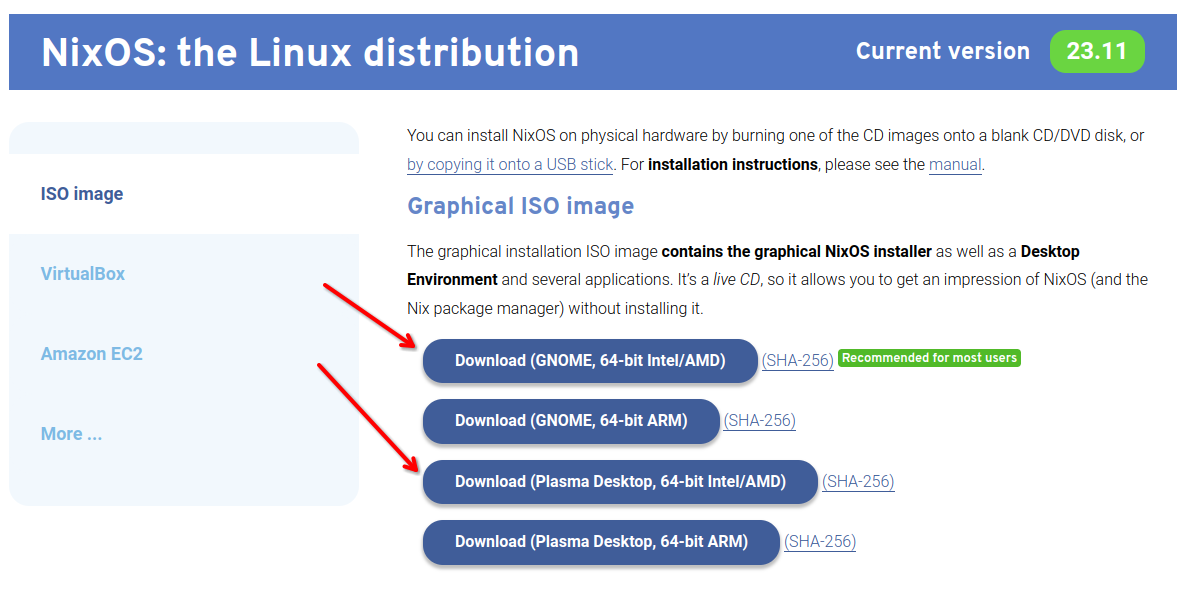 NixOS: the Linux distribution
Current version 23.11
ISO image
VirtualBox
Amazon EC2
More ...
You can install NixOS on physical hardware by burning one of the CD images onto a blank CD/DVD disk, or
by copying it onto a USB stick. For installation instructions, please see the manual.
Graphical ISO image
The graphical installation ISO image contains the graphical NixOS installer as well as a Desktop
Environment and several applications. It's a live CD, so it allows you to get an impression of NixOS (and the
Nix package manager) without installing it.
Download (GNOME, 64-bit Intel/AMD) (SHA-256) Recommended for most users
Download (GNOME, 64-bit ARM) (SHA-256)
Download (Plasma Desktop, 64-bit Intel/AMD) (SHA-256)
Download (Plasma Desktop, 64-bit ARM) (SHA-256)